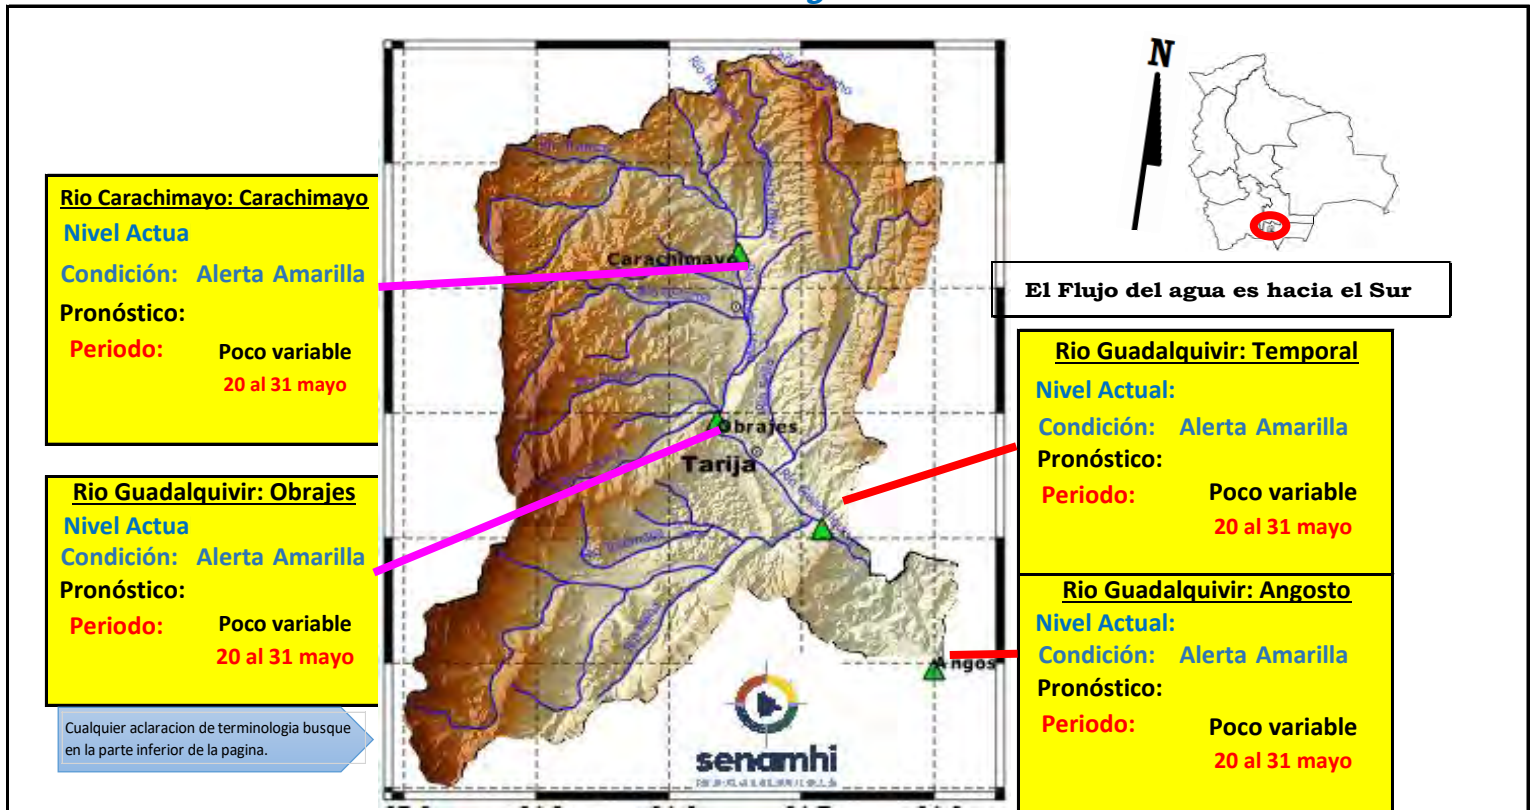 Rio Carachimayo: Carachimayo
Nivel Actua
Condición: Alerta Amarilla
Pronóstico:
Periodo: Poco variable
20 al 31 mayo
Rio Guadalquivir: Obrajes
Nivel Actua
Condición: Alerta Amarilla
Pronóstico:
Periodo: Poco variable
20 al 31 mayo
Cualquier aclaracion de terminologia busque
en la parte inferior de la pagina.
Carachimayo
Obrajes
Tarija
Angos
senamhi
N
El Flujo del agua es hacia el Sur
Rio Guadalquivir: Temporal
Nivel Actual:
Condición: Alerta Amarilla
Pronóstico:
Periodo: Poco variable
20 al 31 mayo
Rio Guadalquivir: Angosto
Nivel Actual:
Condición: Alerta Amarilla
Pronóstico:
Periodo: Poco variable
20 al 31 mayo